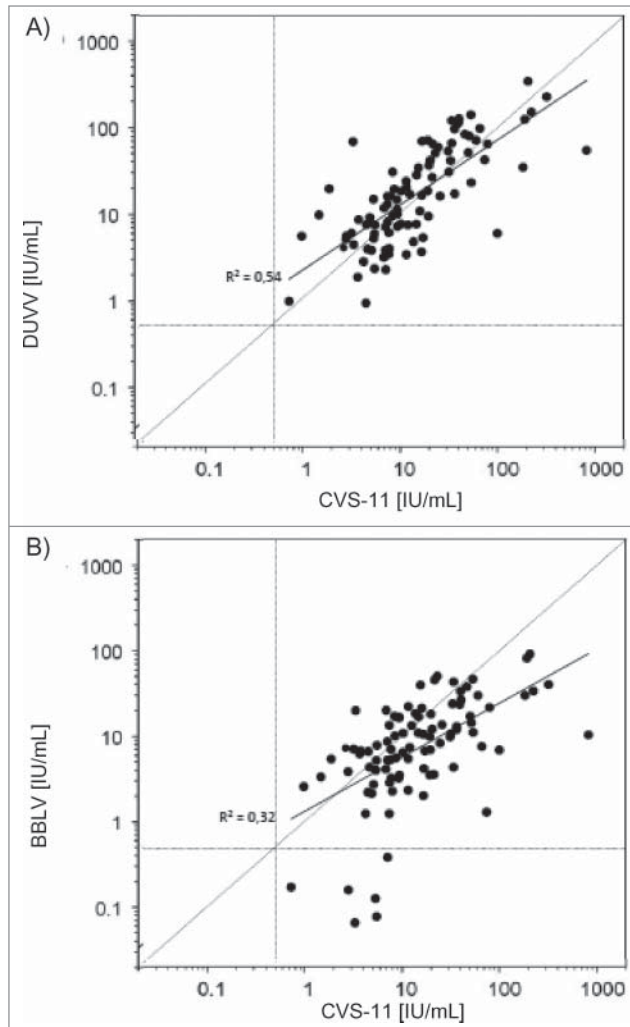 A)
1000
100
10
1
0.1
DUVV [IU/mL]
R² = 0,54
0.1 1 10 100 1000
CVS-11 [IU/mL]
B)
1000
100
10
1
0.1
BBLV [IU/mL]
R² = 0,32
0.1 1 10 100 1000
CVS-11 [IU/mL]